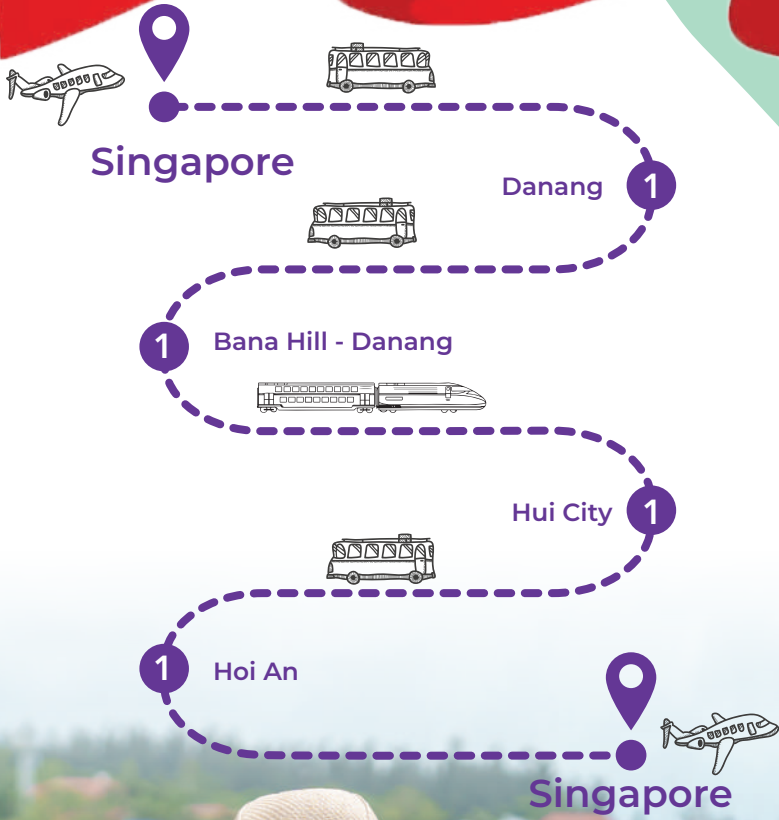 Singapore
Danang 1
1 Bana Hill - Danang
Hui City 1
1 Hoi An
Singapore